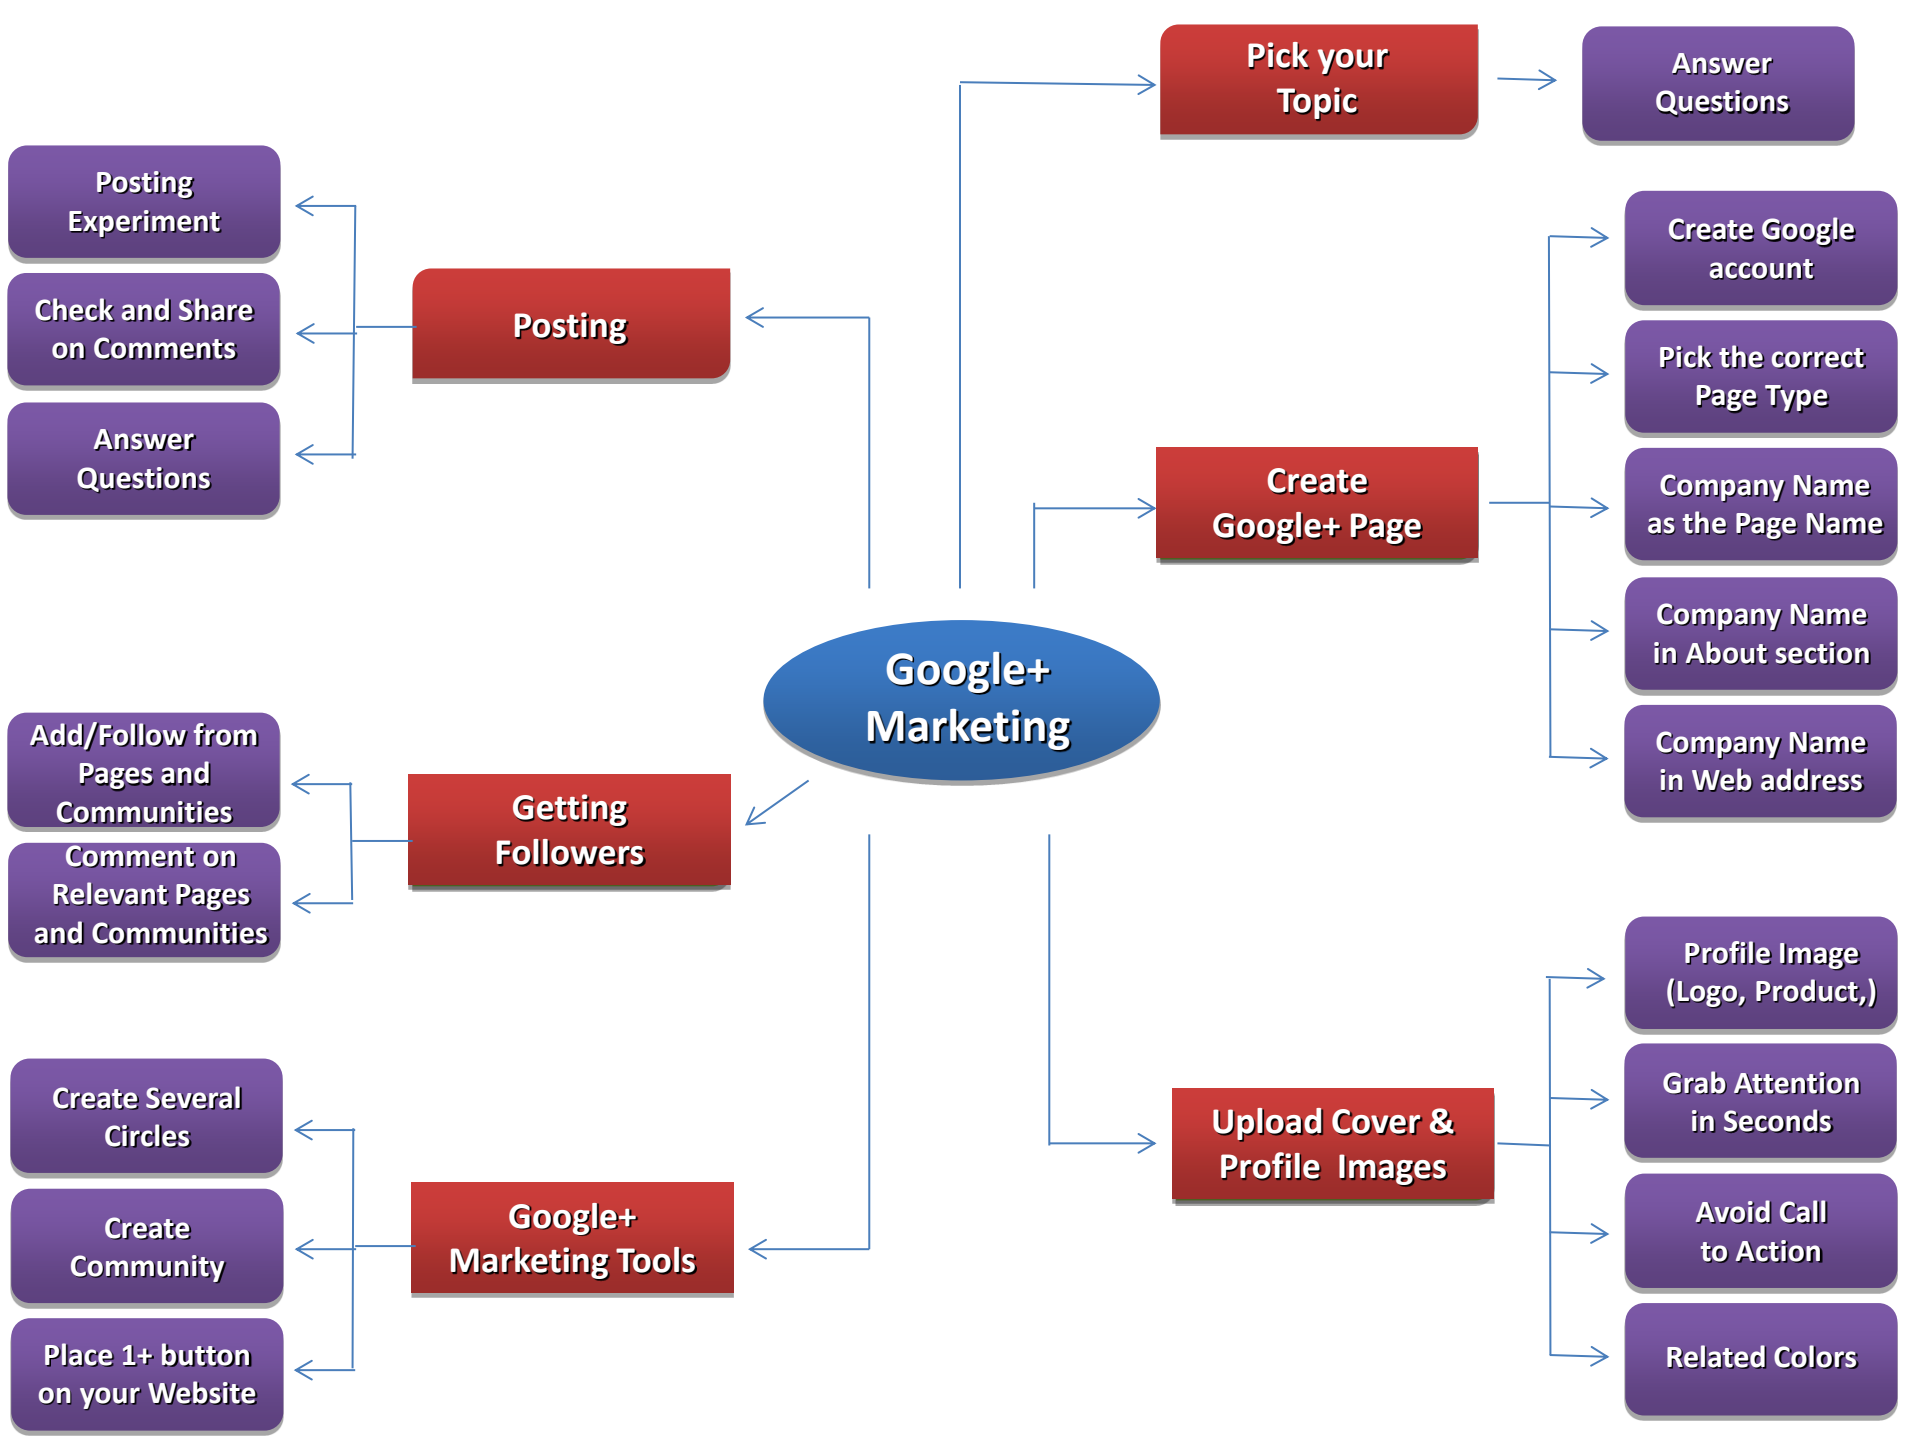 Pick your
Topic
Answer
Questions
Posting
Experiment
Check and Share
on Comments
Answer
Questions
Posting
Create
Google+ Page
Create Google
account
Pick the correct
Page Type
Company Name
as the Page Name
Company Name
in About section
Company Name
in Web address
Google+
Marketing
Add/Follow from
Pages and
Communities
Comment on
Relevant Pages
and Communities
Getting
Followers
Create Several
Circles
Create
Community
Place 1+ button
on your Website
Google+
Marketing Tools
Upload Cover &
Profile  Images
Profile Image
(Logo, Product,)
Grab Attention
in Seconds
Avoid Call
to Action
Related Colors